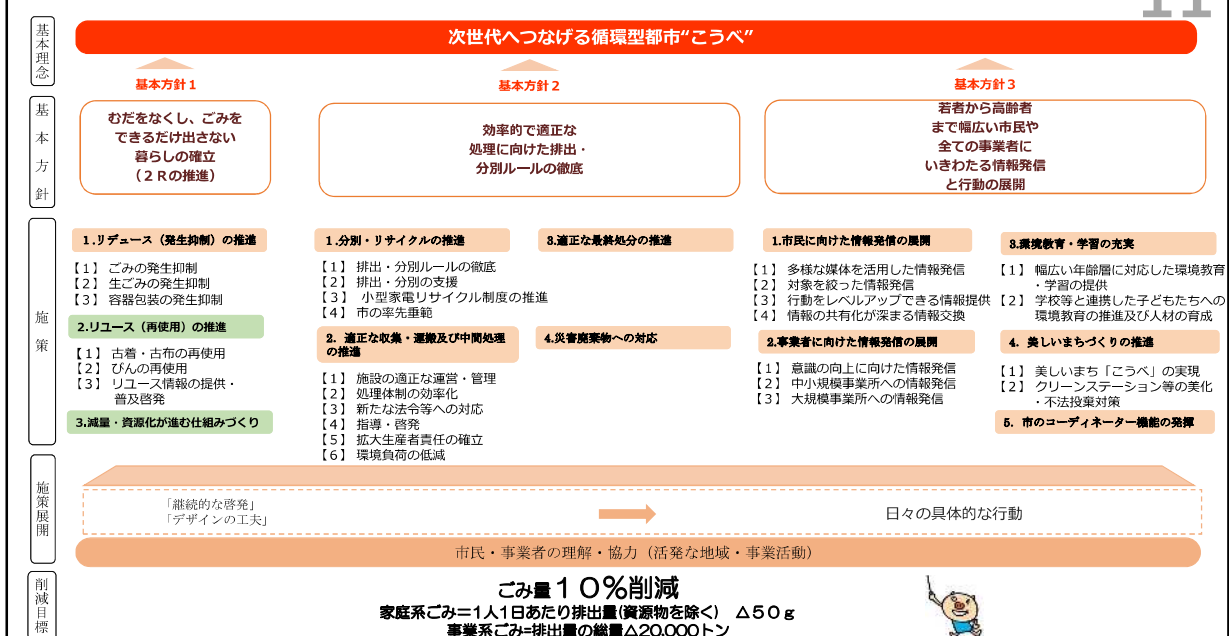 11
基本理念
次世代へつなげる循環型都市“こうべ”
基本方針1
基本方針2
基本方針3
基本方針
むだをなくし、ごみを
できるだけ出さない
暮らしの確立
（２Ｒの推進）
効率的で適正な
処理に向けた排出・
分別ルールの徹底
若者から高齢者
まで幅広い市民や
全ての事業者に
いきわたる情報発信
と行動の展開
施策
1.リデュース（発生抑制）の推進
【１】 ごみの発生抑制
【２】 生ごみの発生抑制
【３】 容器包装の発生抑制
2.リユース（再使用）の推進
【１】 古着・古布の再使用
【２】 びんの再使用
【３】 リユース情報の提供・
普及啓発
3.減量・資源化が進む仕組みづくり
1.分別・リサイクルの推進
【１】 排出・分別ルールの徹底
【２】 排出・分別の支援
【３】 小型家電リサイクル制度の推進
【４】 市の率先垂範
2. 適正な収集・運搬及び中間処理
の推進
【１】 施設の適正な運営・管理
【２】 処理体制の効率化
【３】 新たな法令等への対応
【４】 指導・啓発
【５】 拡大生産者責任の確立
【６】 環境負荷の低減
3.適正な最終処分の推進
4.災害廃棄物への対応
1.市民に向けた情報発信の展開
【１】 多様な媒体を活用した情報発信
【２】 対象を絞った情報発信
【３】 行動をレベルアップできる情報提供
【４】 情報の共有化が深まる情報交換
2.事業者に向けた情報発信の展開
【１】 意識の向上に向けた情報発信
【２】 中小規模事業所への情報発信
【３】 大規模事業所への情報発信
3.環境教育・学習の充実
【１】 幅広い年齢層に対応した環境教育
・学習の提供
【２】 学校等と連携した子どもたちへの
環境教育の推進及び人材の育成
4. 美しいまちづくりの推進
【１】 美しいまち「こうべ」の実現
【２】 クリーンステーション等の美化
・不法投棄対策
5. 市のコーディネーター機能の発揮
施策展開
「継続的な啓発」
「デザインの工夫」
日々の具体的な行動
市民・事業者の理解・協力（活発な地域・事業活動）
削減目標
ごみ量１０％削減
家庭系ごみ＝1人1日あたり排出量(資源物を除く) △５０ｇ
事業系ごみ=排出量の総量△20,000トン